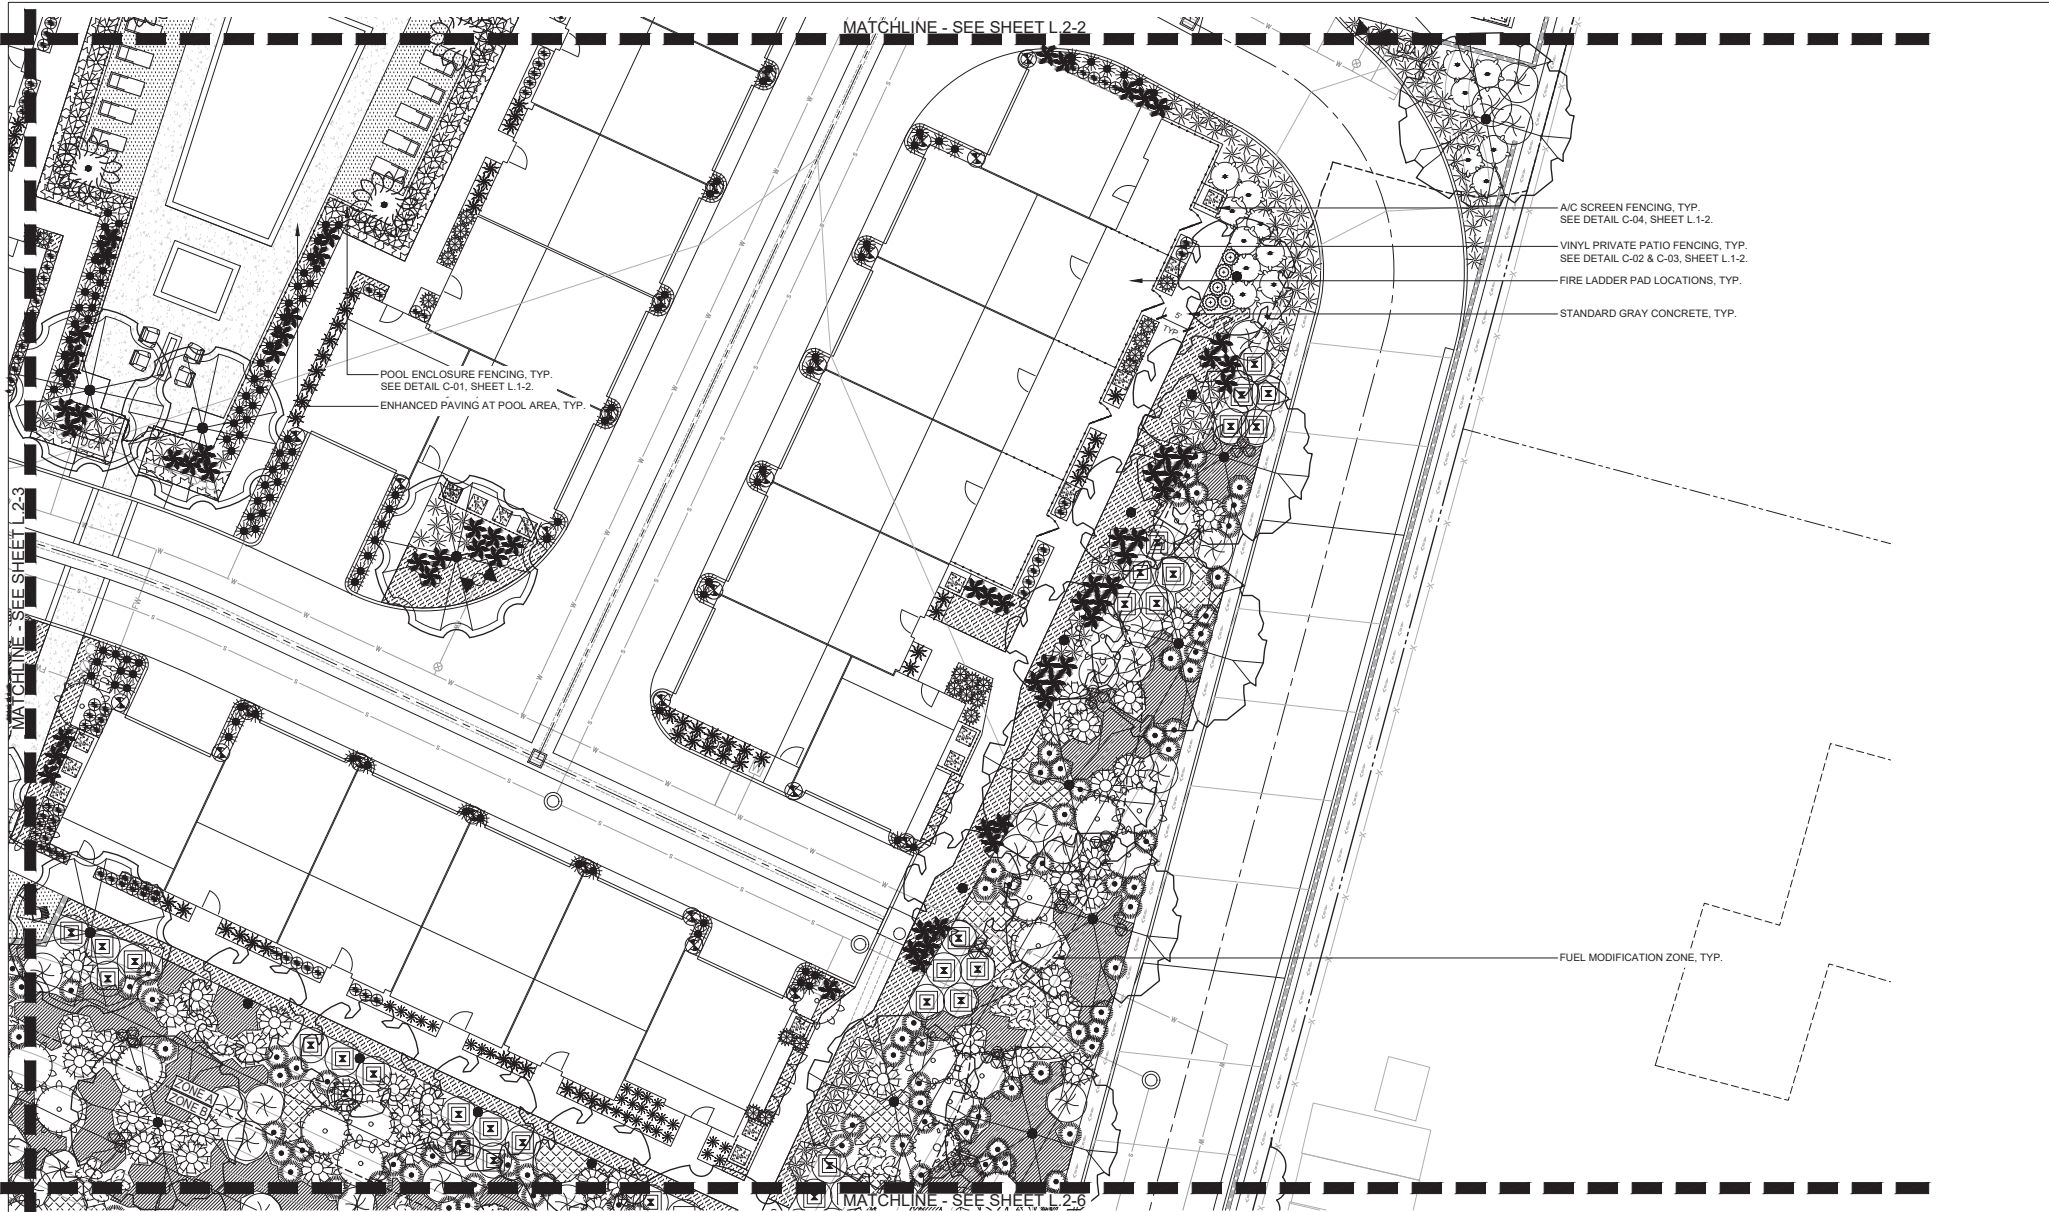 MATCHLINE - SEE SHEET L.2-2
A/C SCREEN FENCING, TYP.
SEE DETAIL C-04, SHEET L.1-2.
VINYL PRIVATE PATIO FENCING, TYP.
SEE DETAIL C-02 & C-03, SHEET L.1-2.
FIRE LADDER PAD LOCATIONS, TYP.
STANDARD GRAY CONCRETE, TYP.
5'
TYP
POOL ENCLOSURE FENCING, TYP.
SEE DETAIL C-01, SHEET L.1-2.
ENHANCED PAVING AT POOL AREA, TYP.
MATCHLINE - SEE SHEET L.2-3
FUEL MODIFICATION ZONE, TYP.
ZONE A
ZONE B
MATCHLINE - SEE SHEET L.2-6